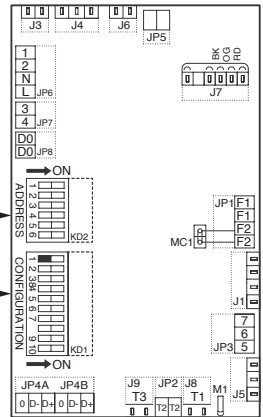 J3 J4 J6
JP5
BK
OG
RD
J7
1
2
N
L JP6
3
4 JP7
D0
D0 JP8
ON
ADDRESS
1 2 3 4 5 6
KD2
JP1 F1
F1
F2
F2
MC1
J1
CONFIGURATION
1 2 3 4 5 6 7 9 10
KD1
ON
7
6
5
JP3
JP4A JP4B
0 D- D+ 0 D- D+
J9 JP2 J8
T3 T2 T2 T1
M1
J5